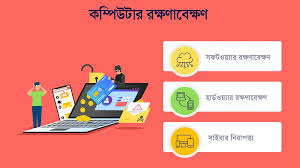 কম্পিউটার রক্ষণাবেক্ষণ
সফটওয়্যার রক্ষণাবেক্ষণ
হার্ডওয়্যার রক্ষণাবেক্ষণ
সাইবার নিরাপত্তা